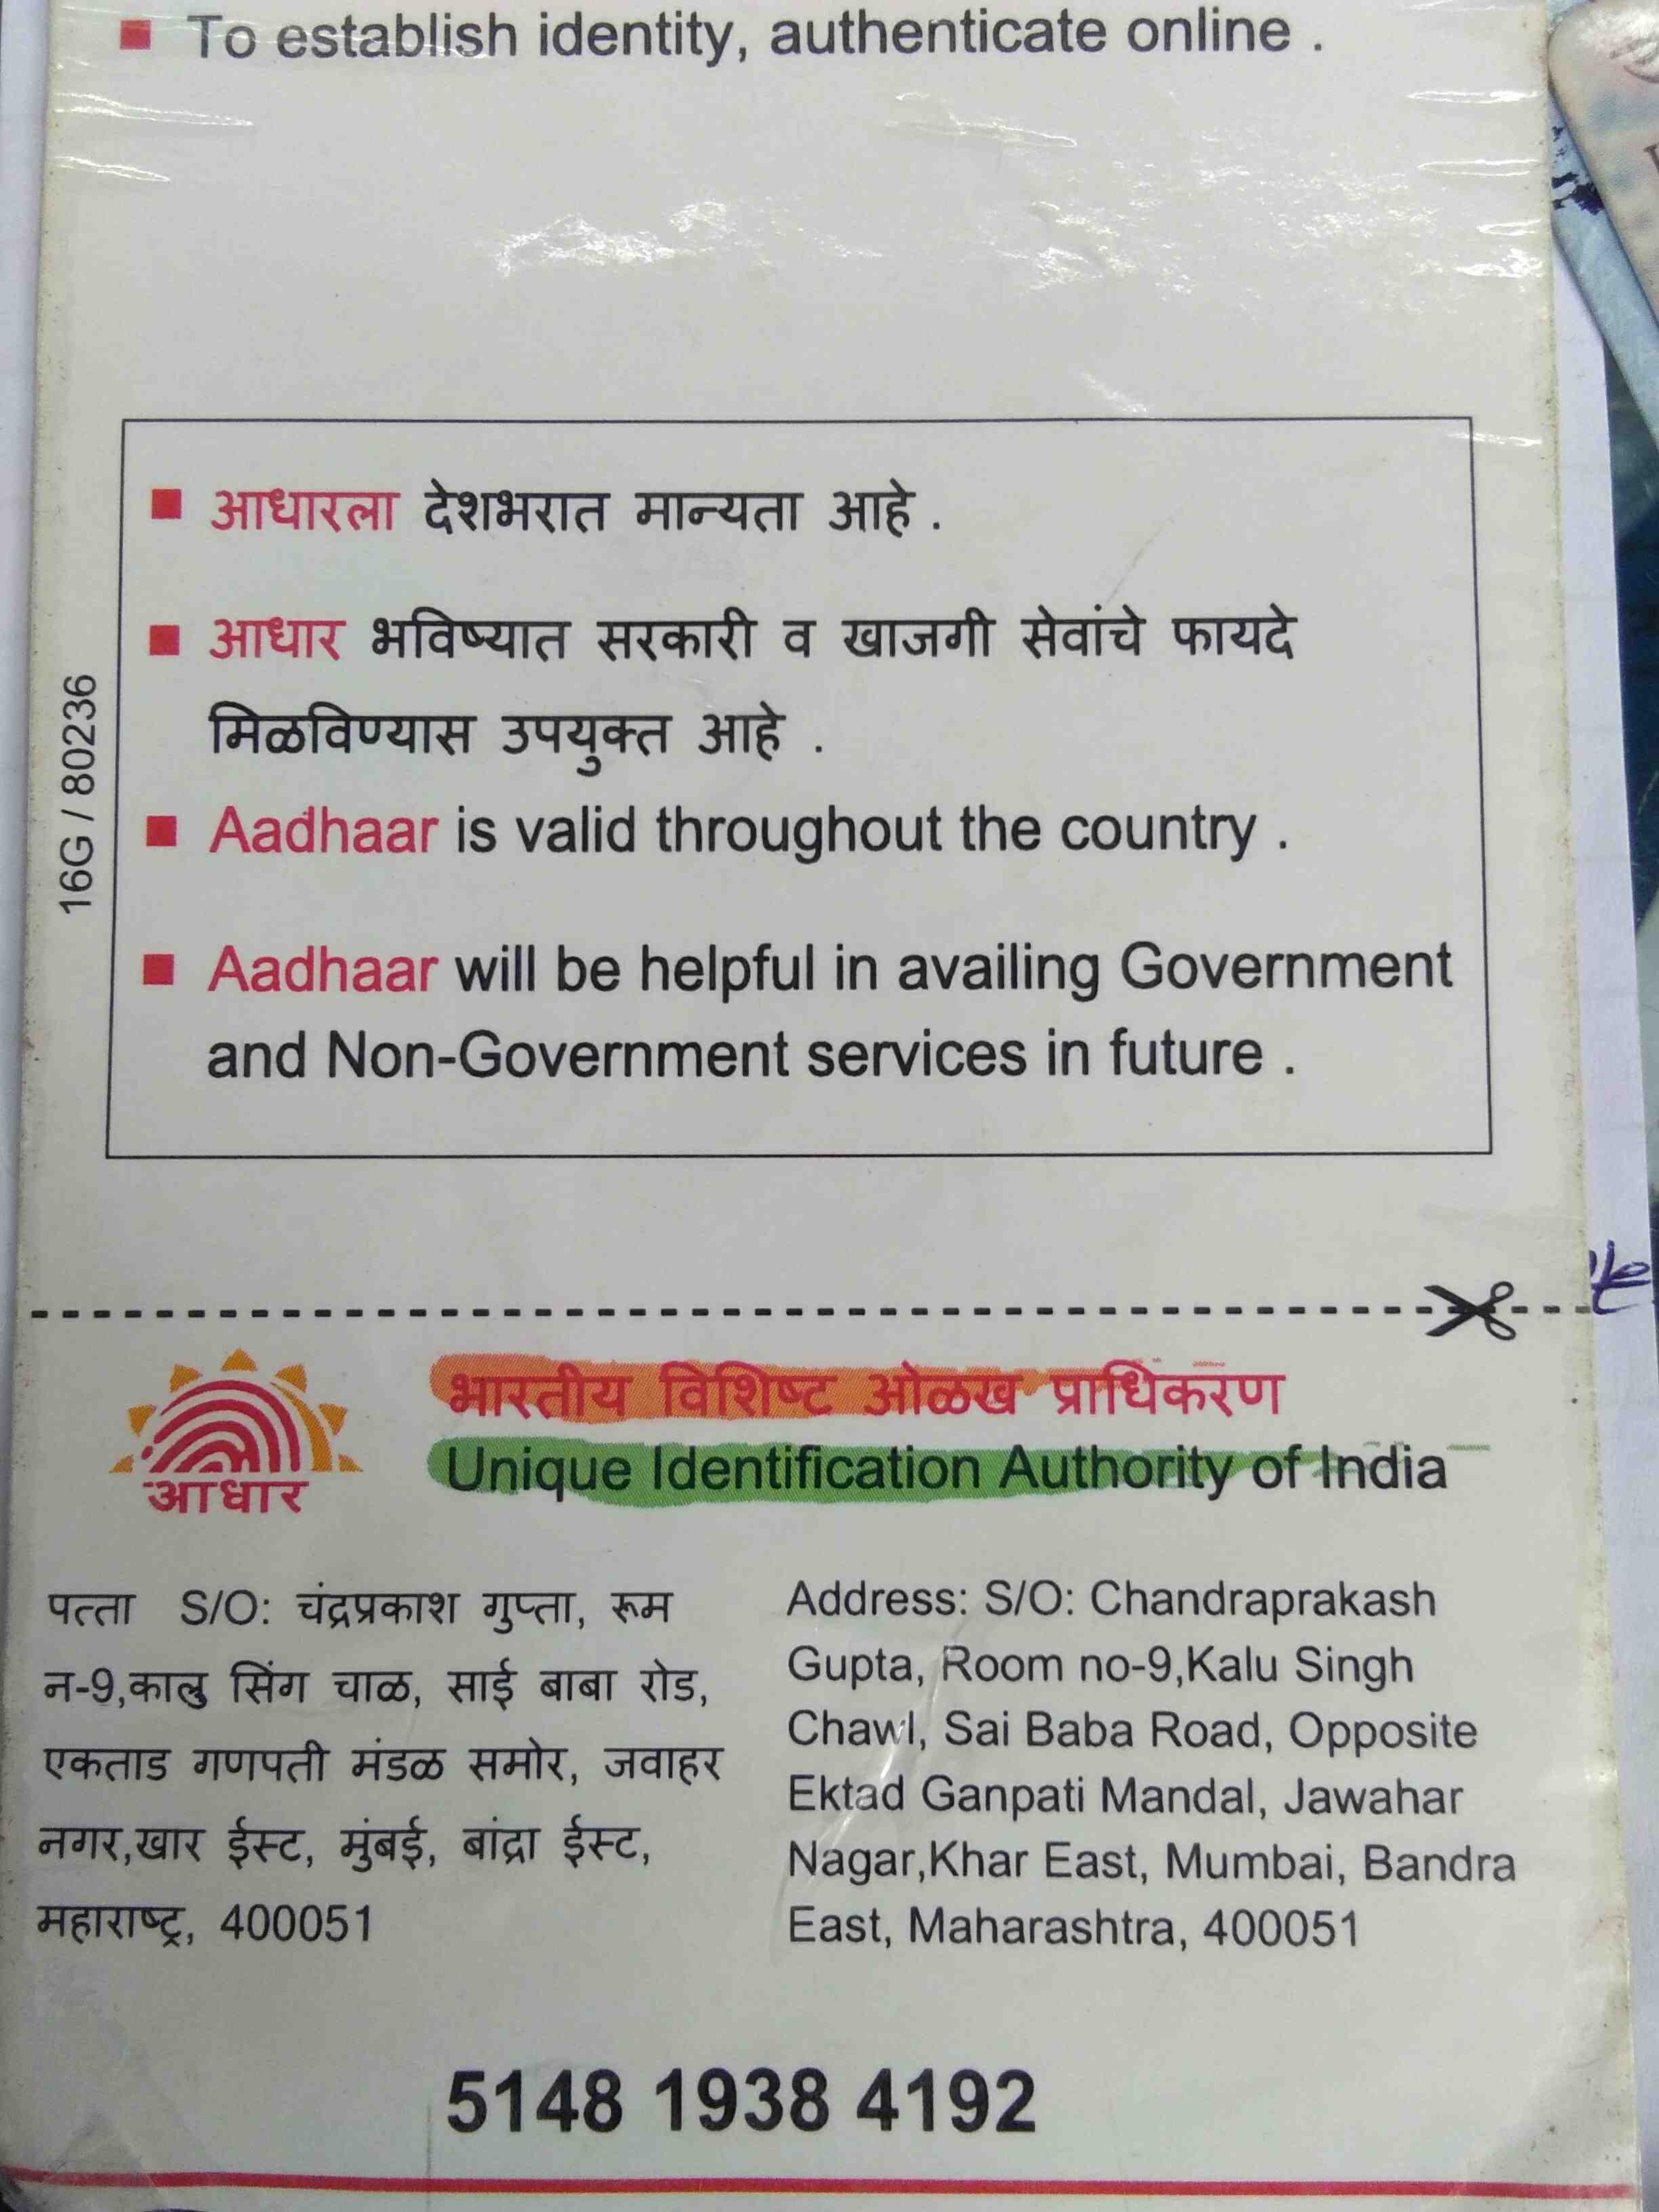 To establish identity, authenticate online .
आधारला देशभरात मान्यता आहे .
आधार भविष्यात सरकारी व खाजगी सेवांचे फायदे
मिळविण्यास उपयुक्त आहे .
Aadhaar is valid throughout the country .
Aadhaar will be helpful in availing Government
and Non-Government services in future .
16G / 80236
आधार
भारतीय विशिष्ट ओळख प्राधिकरण
Unique Identification Authority of India
पत्ता S/O: चंद्रप्रकाश गुप्ता, रूम
न-9,कालु सिंग चाळ, साई बाबा रोड,
एकताड गणपती मंडळ समोर, जवाहर
नगर,खार ईस्ट, मुंबई, बांद्रा ईस्ट,
महाराष्ट्र, 400051
Address: S/O: Chandraprakash
Gupta, Room no-9,Kalu Singh
Chawl, Sai Baba Road, Opposite
Ektad Ganpati Mandal, Jawahar
Nagar,Khar East, Mumbai, Bandra
East, Maharashtra, 400051
5148 1938 4192